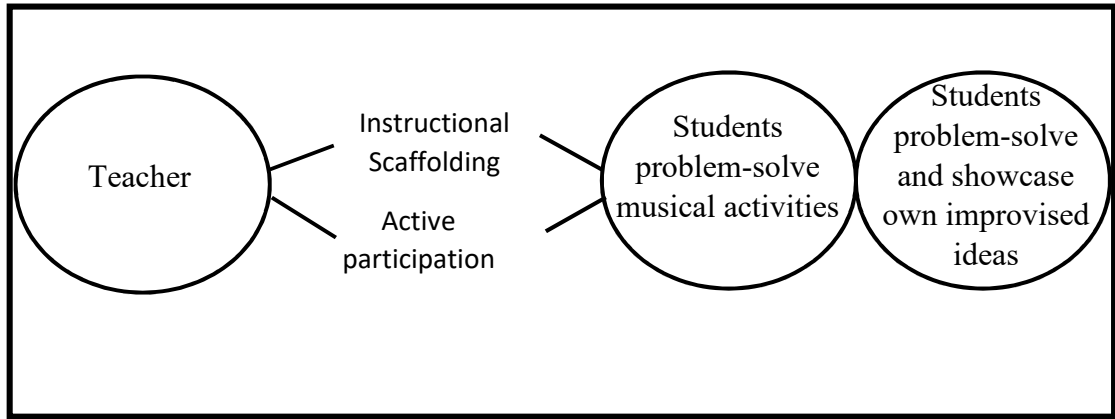 Teacher
Instructional
Scaffolding
Active
participation
Students
problem-solve
musical activities
Students
problem-solve
and showcase
own improvised
ideas